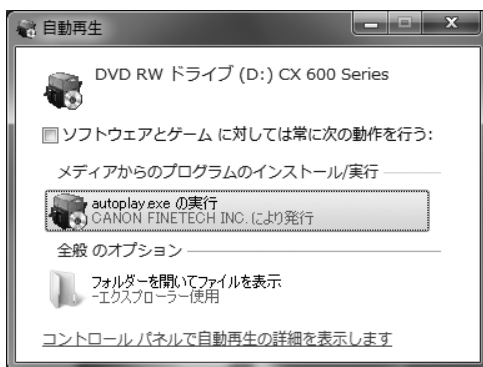 自動再生
DVD RW ドライブ (D:) CX 600 Series
ソフトウェアとゲーム に対しては常に次の動作を行う:
メディアからのプログラムのインストール/実行
autoplay.exe の実行
CANON FINETECH INC. により発行
全般 のオプション
フォルダーを開いてファイルを表示
-エクスプローラー使用
コントロール パネルで自動再生の詳細を表示します